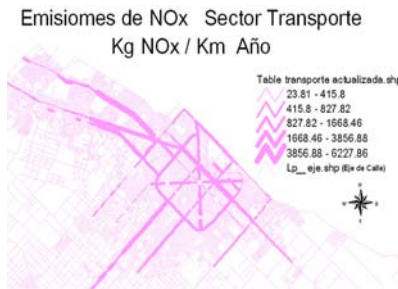 Emisiomes de NOx Sector Transporte
Kg NOx / Km Año
Table transporte actualizada.shp
23.81 - 415.8
415.8 - 827.82
827.82 - 1668.46
1668.46 - 3856.88
3856.88 - 6227.86
Lp__eje.shp (Eje de Calle)